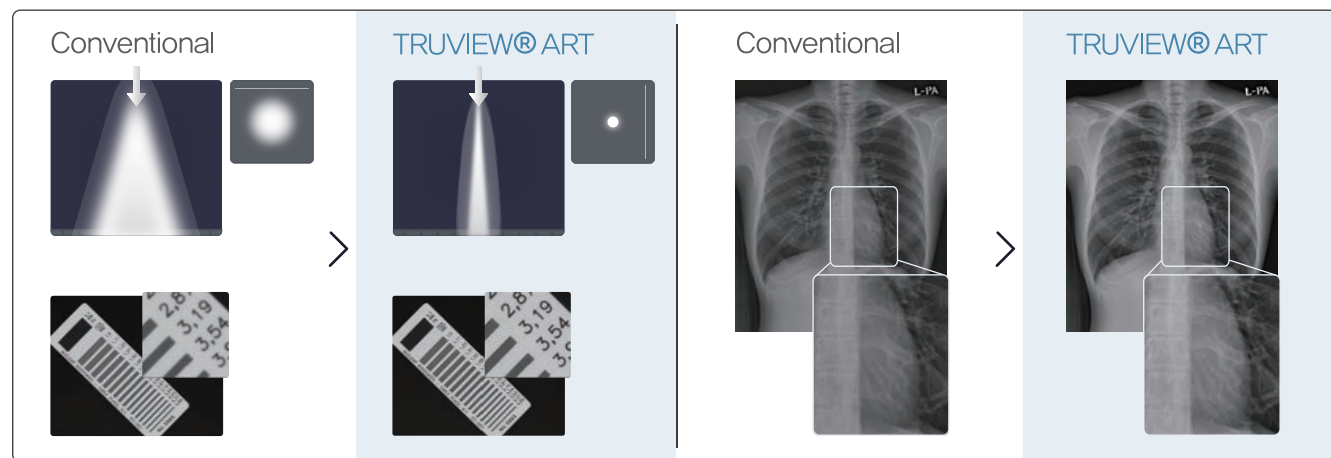 Conventional
TRUVIEW® ART
Conventional
TRUVIEW® ART
L-PA
L-PA
2,8
3,19
3,54
2,8
3,19
3,54